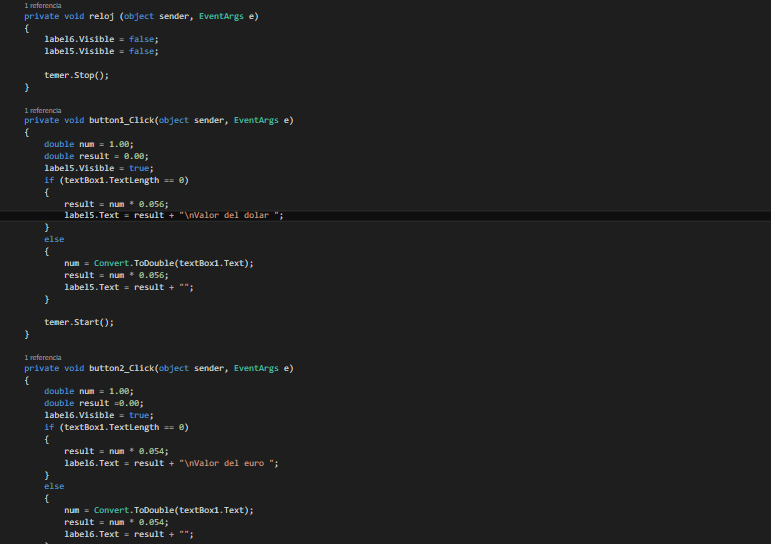 1 referencia
private void reloj (object sender, EventArgs e)
{
label6.Visible = false;
label5.Visible = false;
temer.Stop();
}
1 referencia
private void button1_Click(object sender, EventArgs e)
{
double num = 1.00;
double result = 0.00;
label5.Visible = true;
if (textBox1.TextLength == 0)
{
result = num * 0.056;
label5.Text = result + "\nValor del dolar ";
}
else
{
num = Convert.ToDouble(textBox1.Text);
result = num * 0.056;
label5.Text = result + "";
}
temer.Start();
}
1 referencia
private void button2_Click(object sender, EventArgs e)
{
double num = 1.00;
double result =0.00;
label6.Visible = true;
if (textBox1.TextLength == 0)
{
result = num * 0.054;
label6.Text = result + "\nValor del euro ";
}
else
{
num = Convert.ToDouble(textBox1.Text);
result = num * 0.054;
label6.Text = result + "";